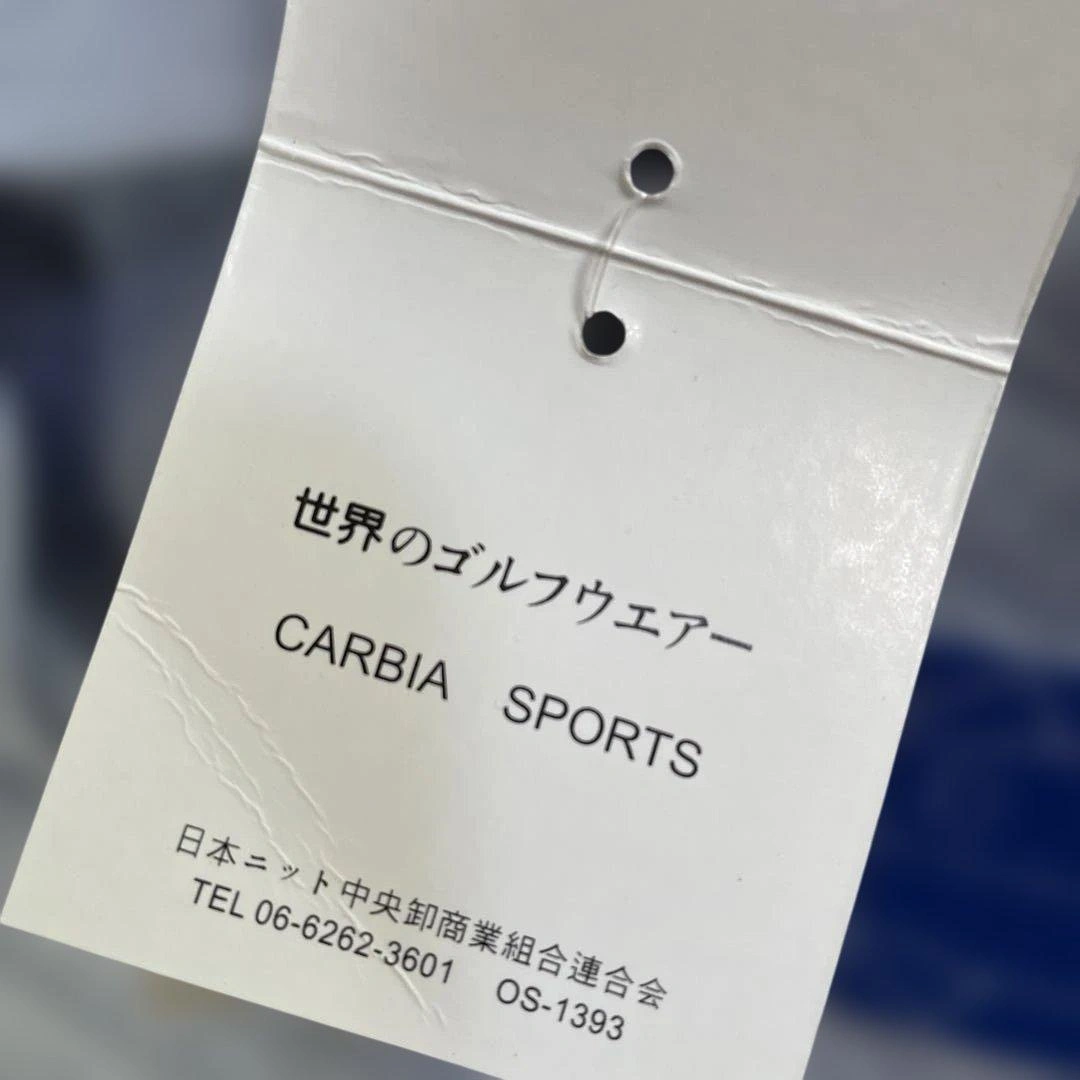 世界のゴルフウエアー
CARBIA SPORTS
日本ニット中央卸商業組合連合会
TEL 06-6262-3601 OS-1393